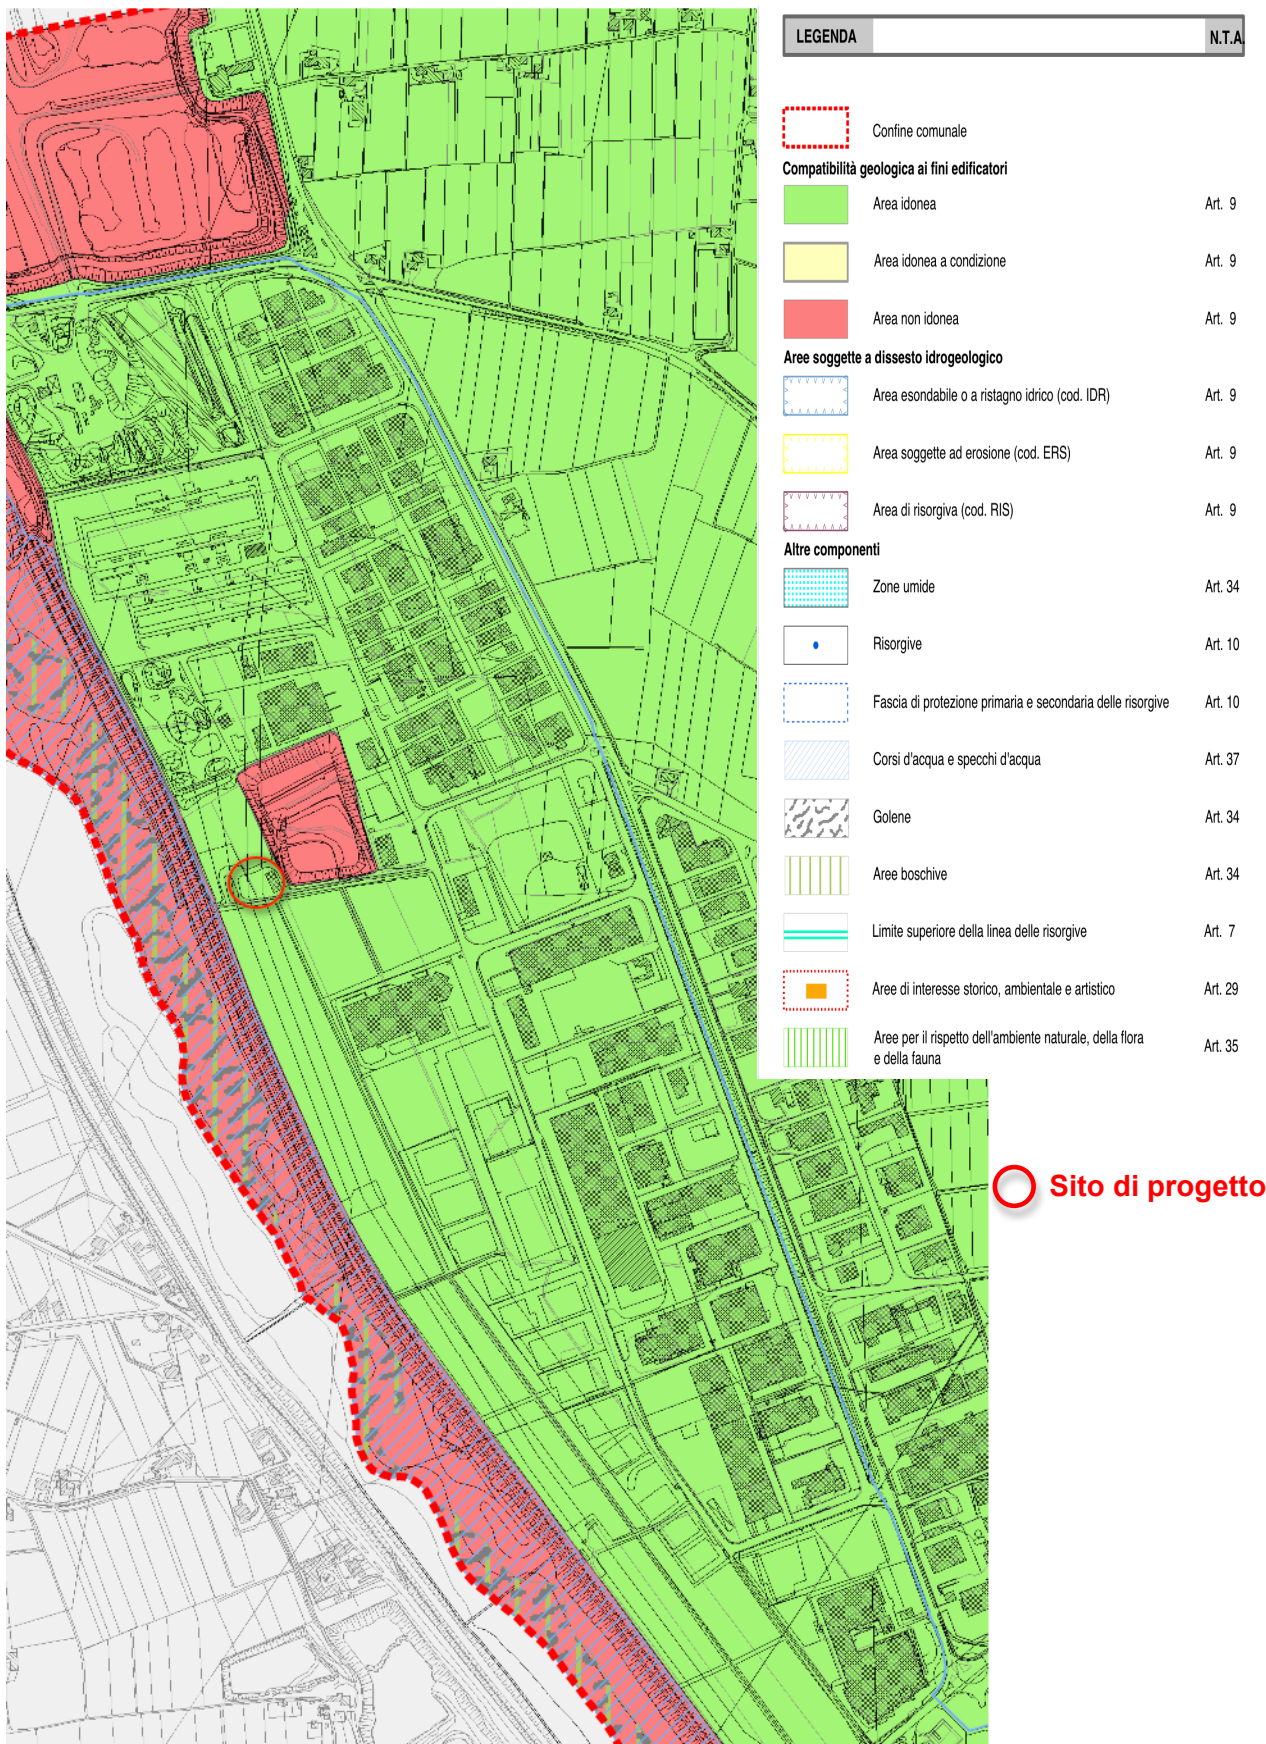 LEGENDA N.T.A.
Confine comunale
Compatibilità geologica ai fini edificatori
Area idonea Art. 9
Area idonea a condizione Art. 9
Area non idonea Art. 9
Aree soggette a dissesto idrogeologico
Area esondabile o a ristagno idrico (cod. IDR) Art. 9
Area soggette ad erosione (cod. ERS) Art. 9
Area di risorgiva (cod. RIS) Art. 9
Altre componenti
Zone umide Art. 34
Risorgive Art. 10
Fascia di protezione primaria e secondaria delle risorgive Art. 10
Corsi d'acqua e specchi d'acqua Art. 37
Golene Art. 34
Aree boschive Art. 34
Limite superiore della linea delle risorgive Art. 7
Aree di interesse storico, ambientale e artistico Art. 29
Aree per il rispetto dell'ambiente naturale, della flora
e della fauna Art. 35
Sito di progetto